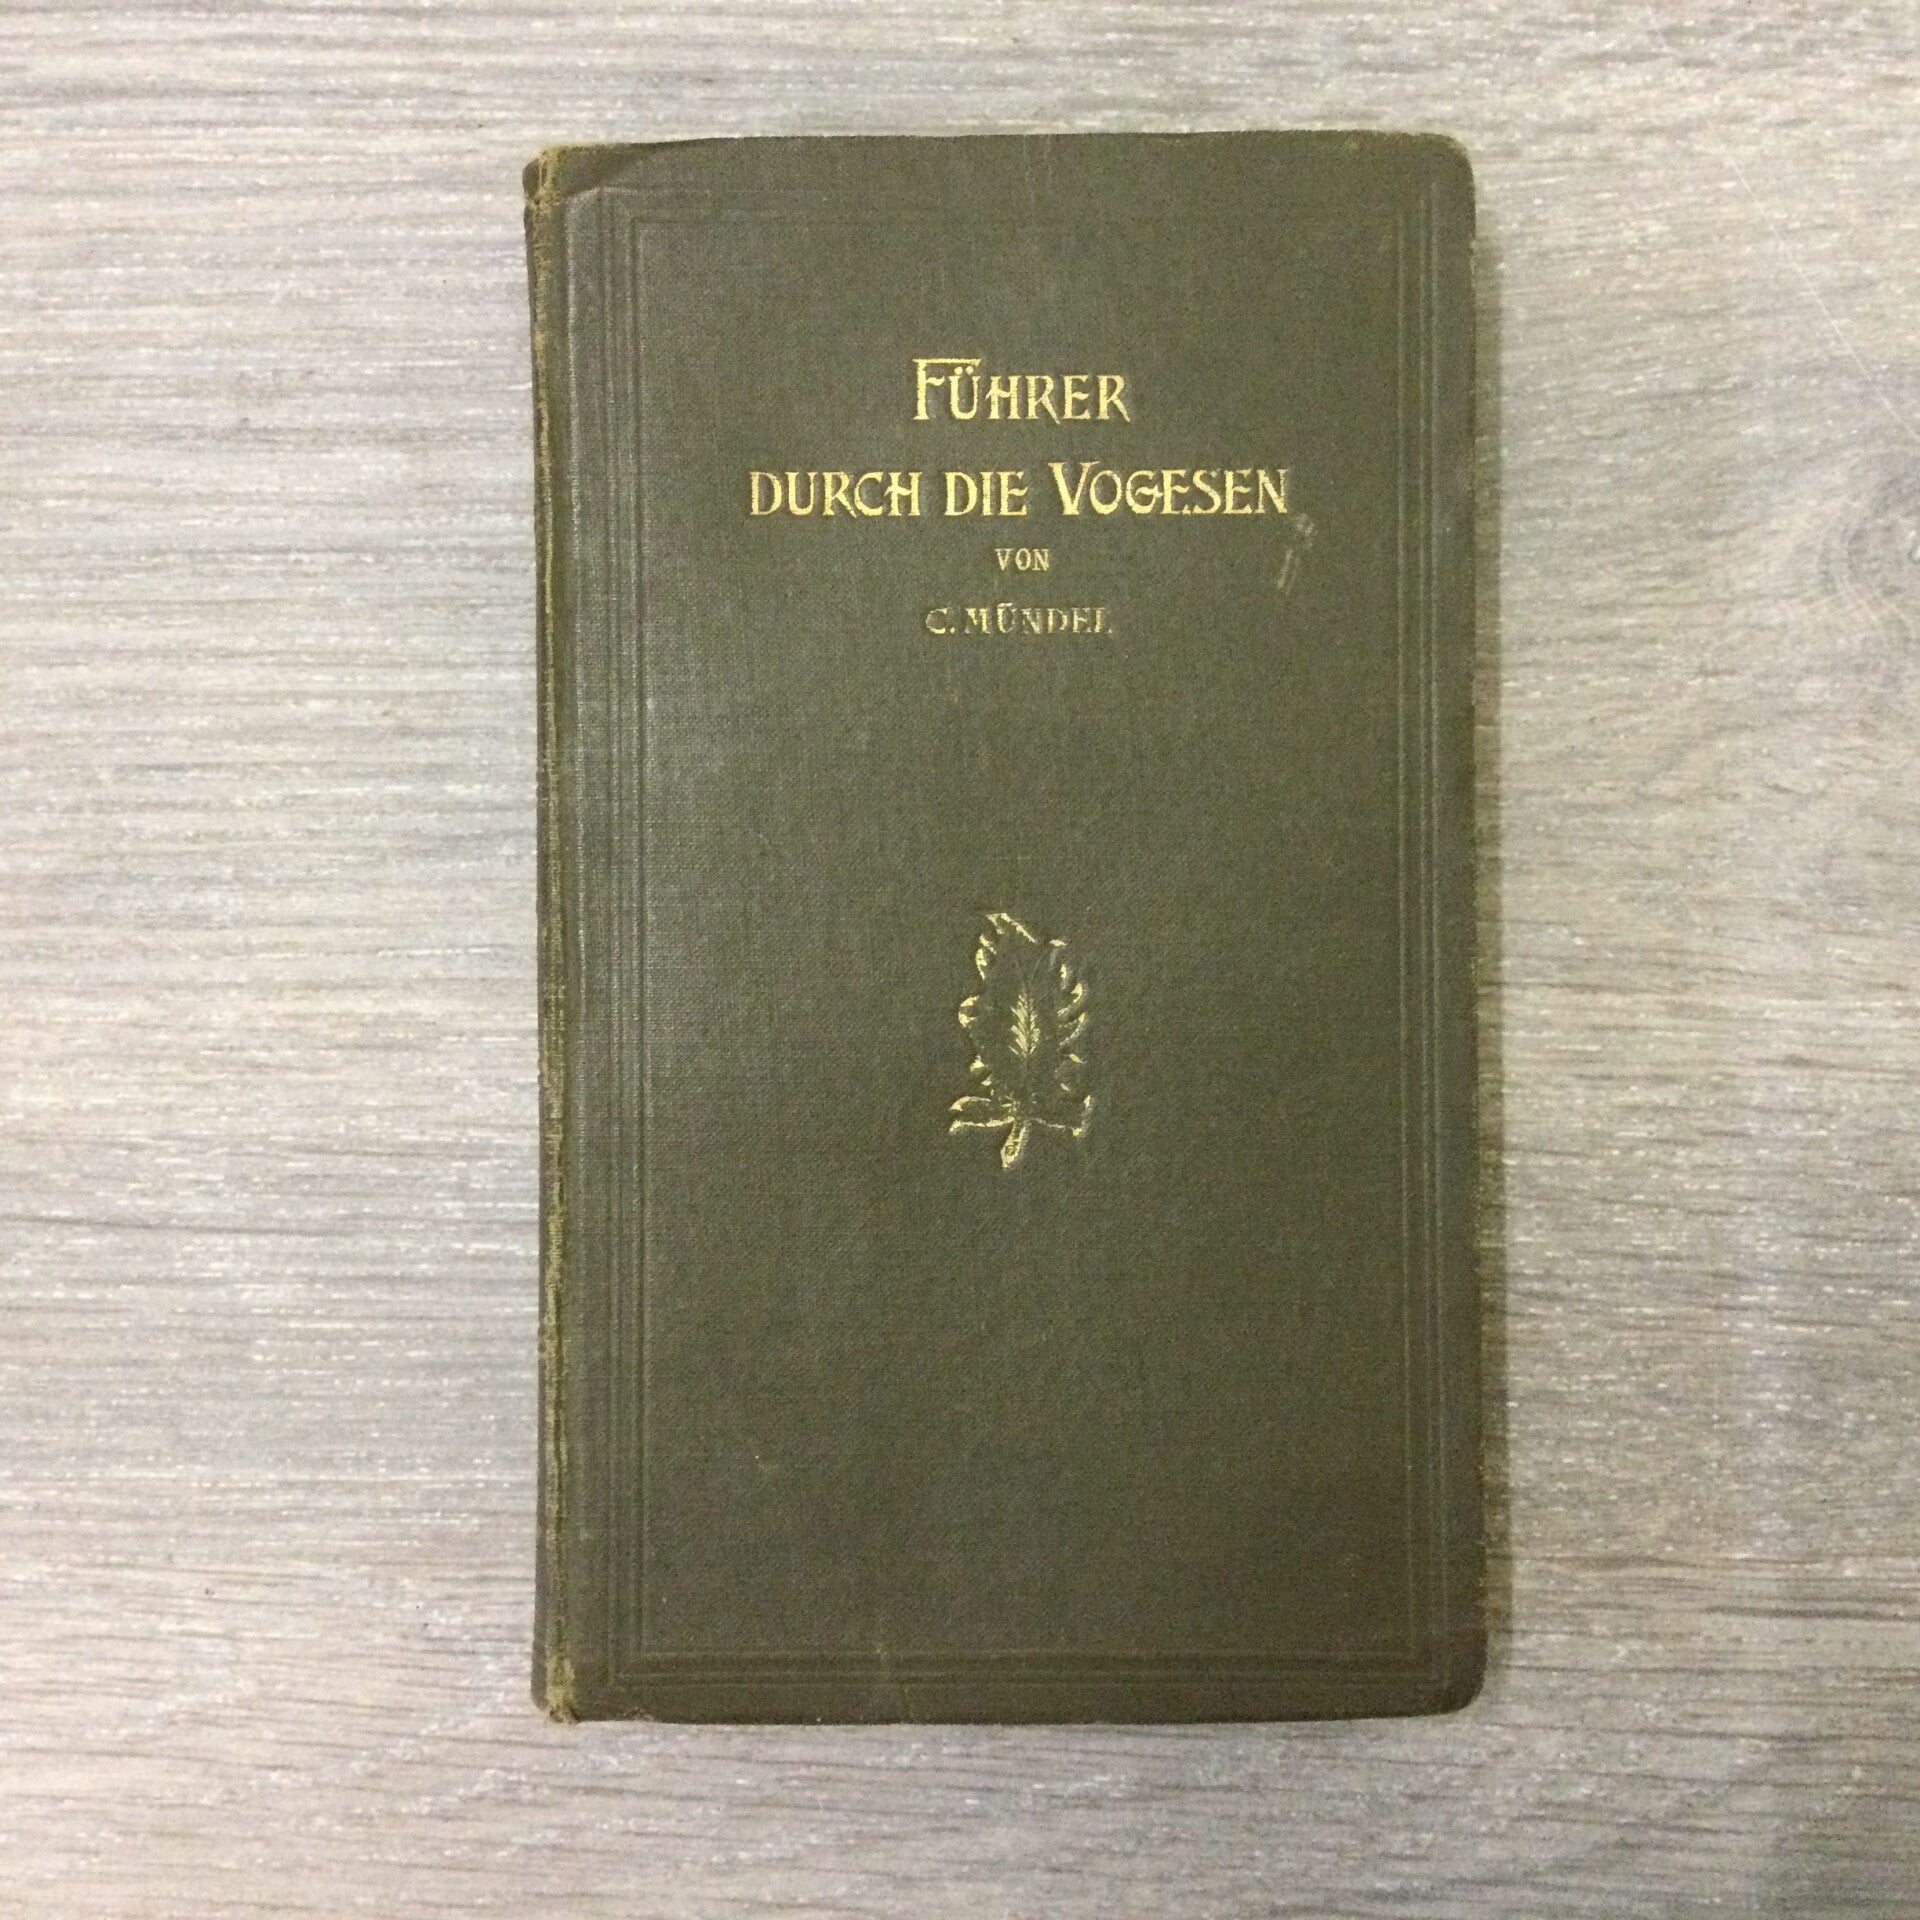 FÜHRER
DURCH DIE VOGESEN
VON
C. MÜNDEL